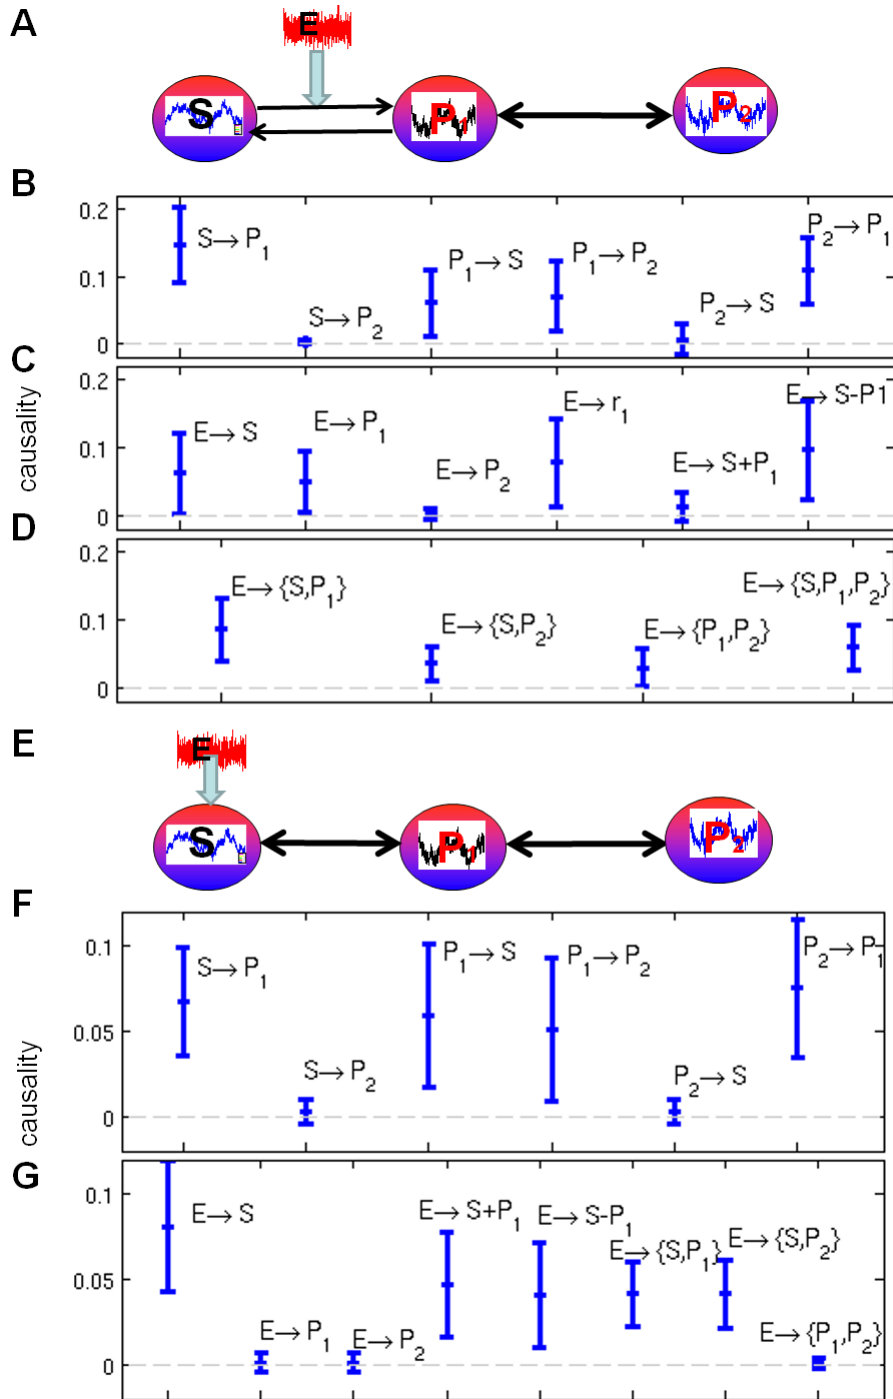 A
E
S
P1
P2
B
0.2
0.1
0
S→P1
S→P2
P1→S
P1→P2
P2→S
P2→P1
C
causality
0.2
0.1
0
E→S
E→P1
E→P2
E→r1
E→S+P1
E→S-P1
D
0.2
0.1
0
E→{S,P1}
E→{S,P2}
E→{P1,P2}
E→{S,P1,P2}
E
E
S
P1
P2
F
causality
0.1
0.05
0
S→P1
S→P2
P1→S
P1→P2
P2→S
P2→P1
G
0.1
0.05
0
E→S
E→P1
E→P2
E→S+P1
E→S-P1
E→{S,P1}
E→{S,P2}
E→{P1,P2}